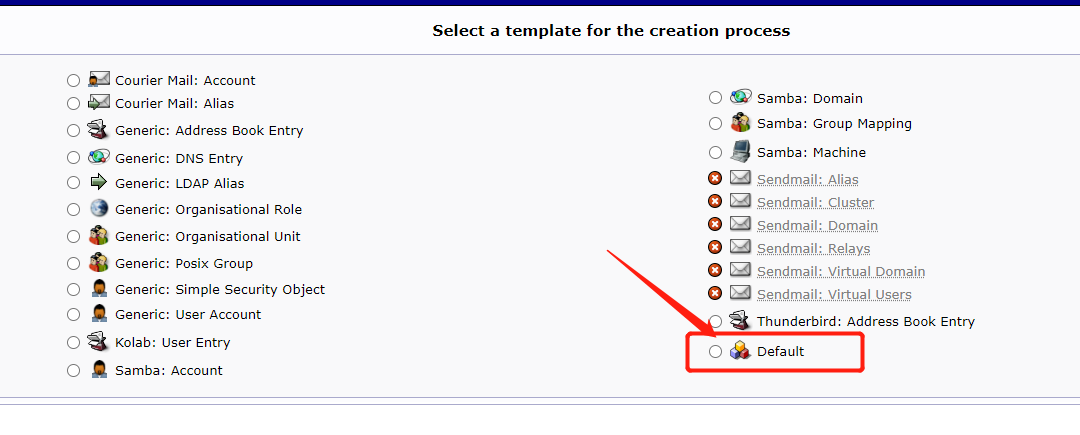 Select a template for the creation process
Courier Mail: Account
Courier Mail: Alias
Generic: Address Book Entry
Generic: DNS Entry
Generic: LDAP Alias
Generic: Organisational Role
Generic: Organisational Unit
Generic: Posix Group
Generic: Simple Security Object
Generic: User Account
Kolab: User Entry
Samba: Account
Samba: Domain
Samba: Group Mapping
Samba: Machine
Sendmail: Alias
Sendmail: Cluster
Sendmail: Domain
Sendmail: Relays
Sendmail: Virtual Domain
Sendmail: Virtual Users
Thunderbird: Address Book Entry
Default